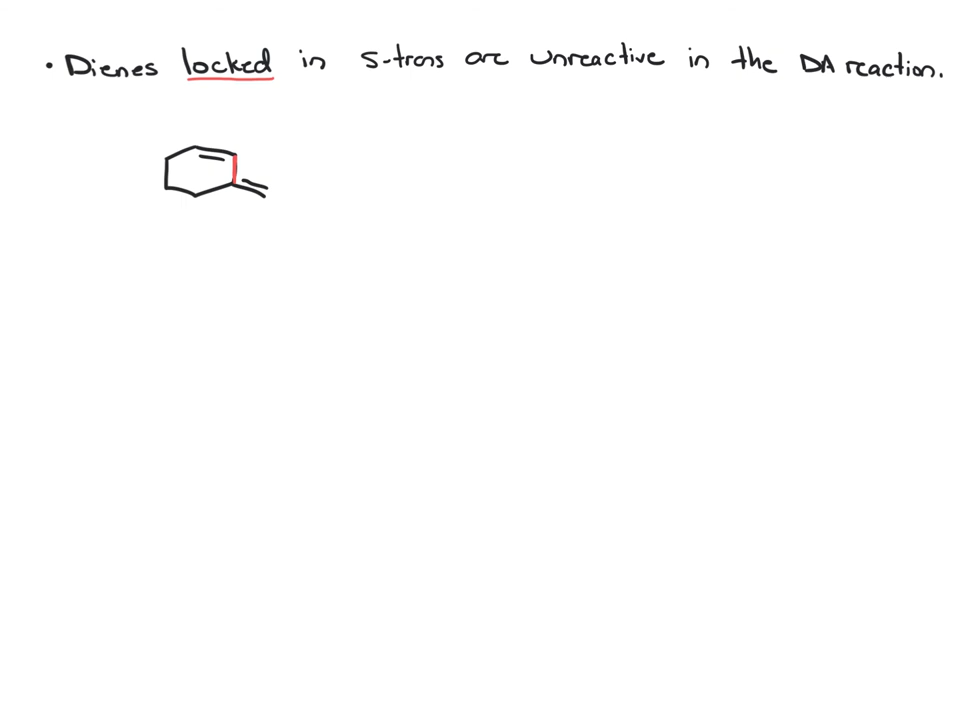 • Dienes locked in s-trans are unreactive in the DA reaction.